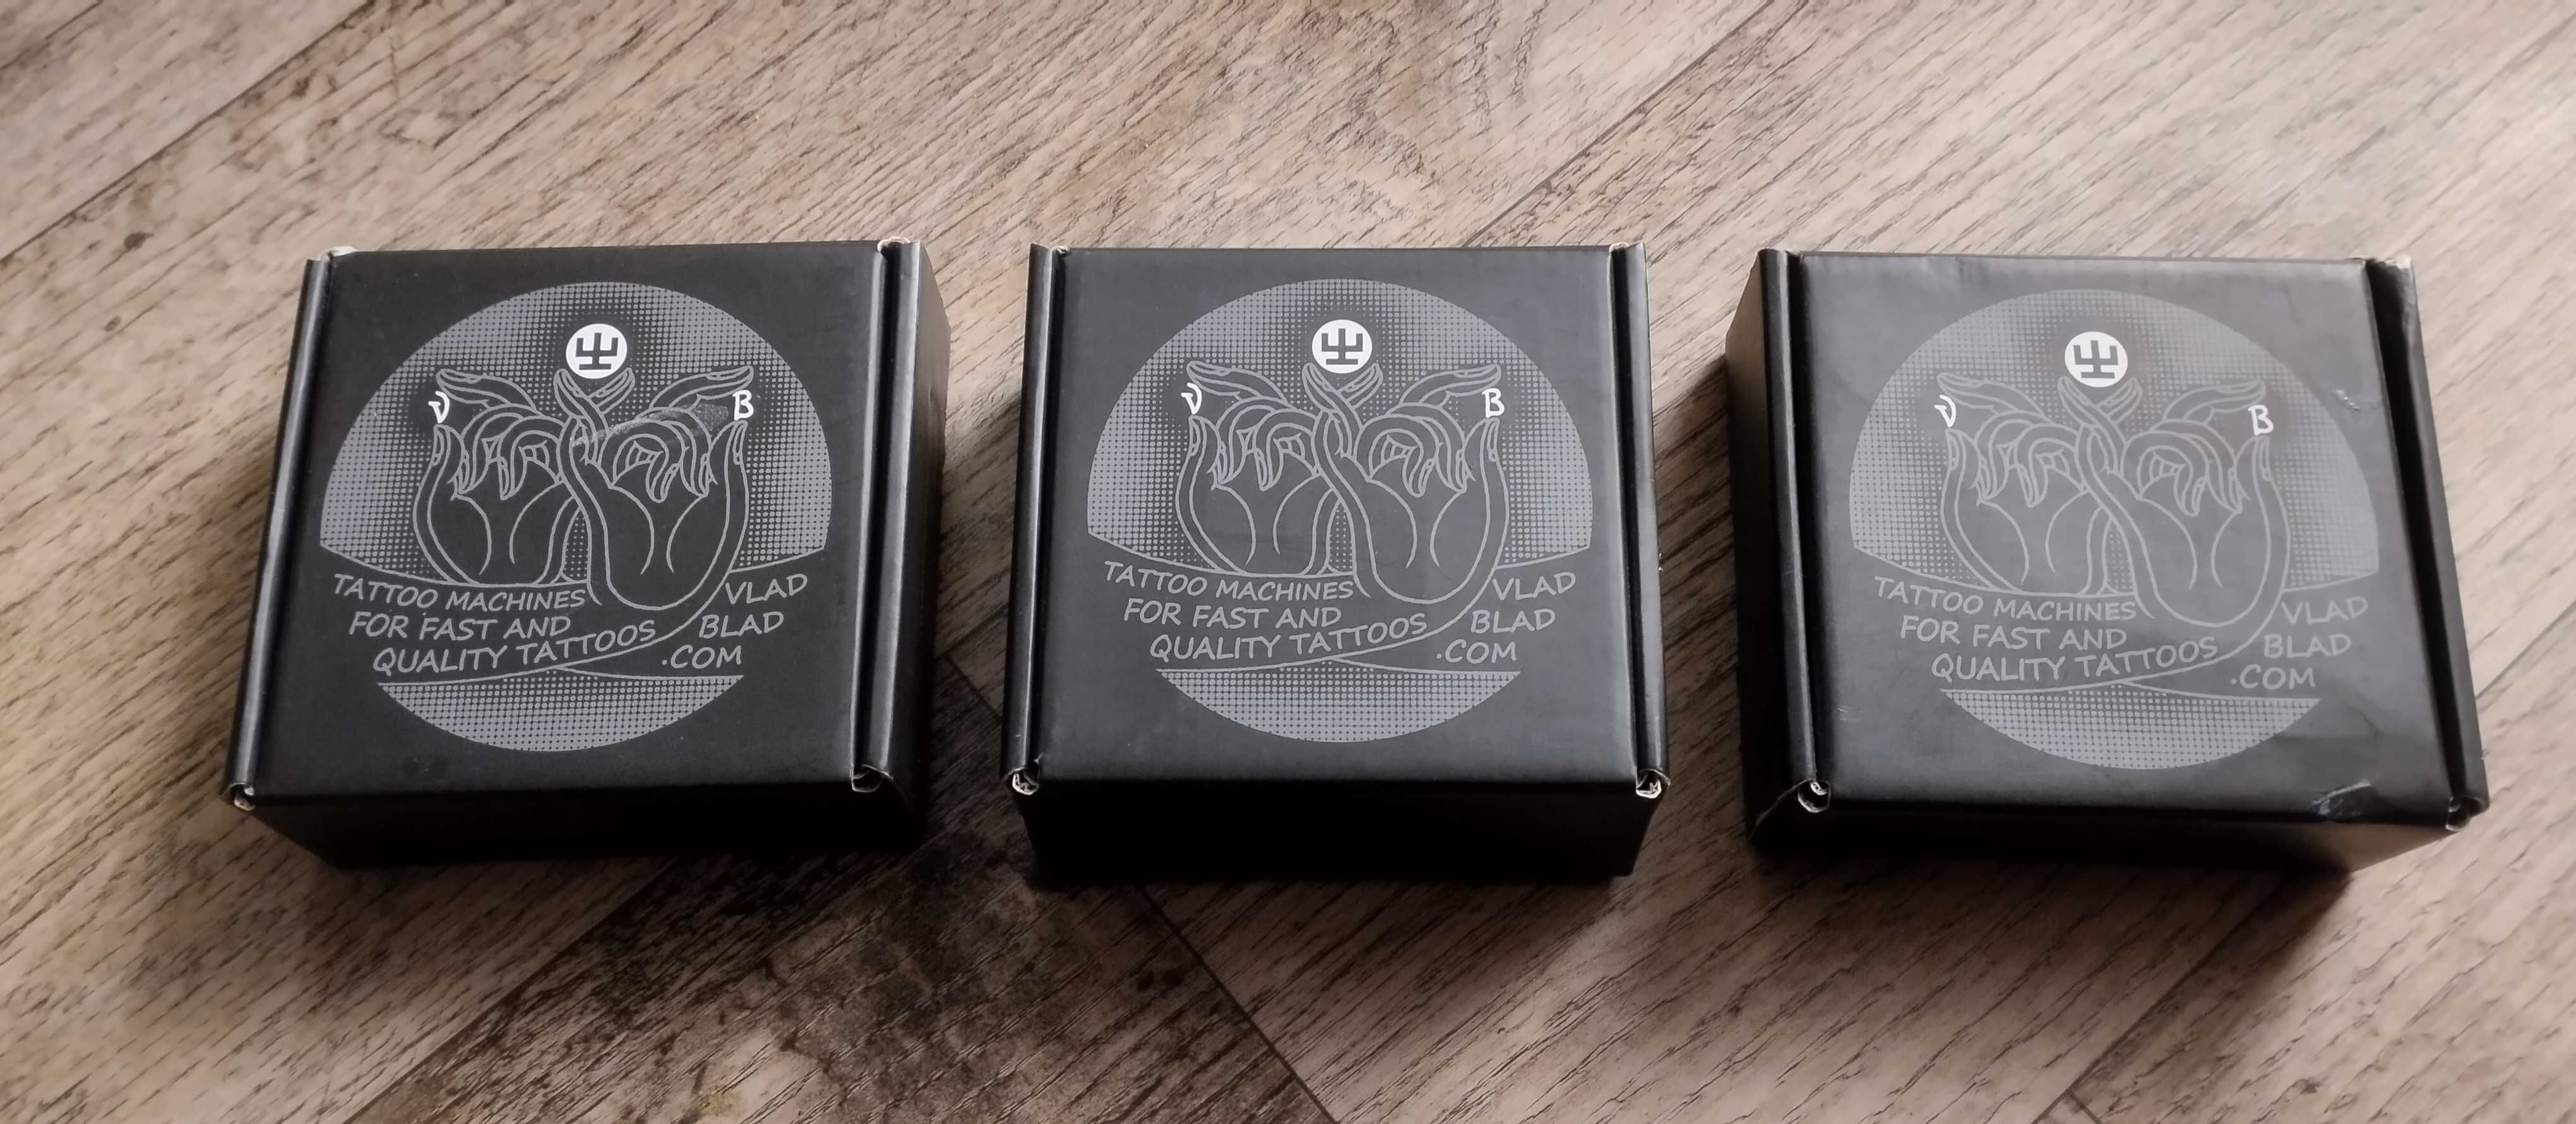 V B
TATTOO MACHINES
FOR FAST AND
QUALITY TATTOOS
VLAD
BLAD
.COM
V B
TATTOO MACHINES
FOR FAST AND
QUALITY TATTOOS
VLAD
BLAD
.COM
V B
TATTOO MACHINES
FOR FAST AND
QUALITY TATTOOS
VLAD
BLAD
.COM